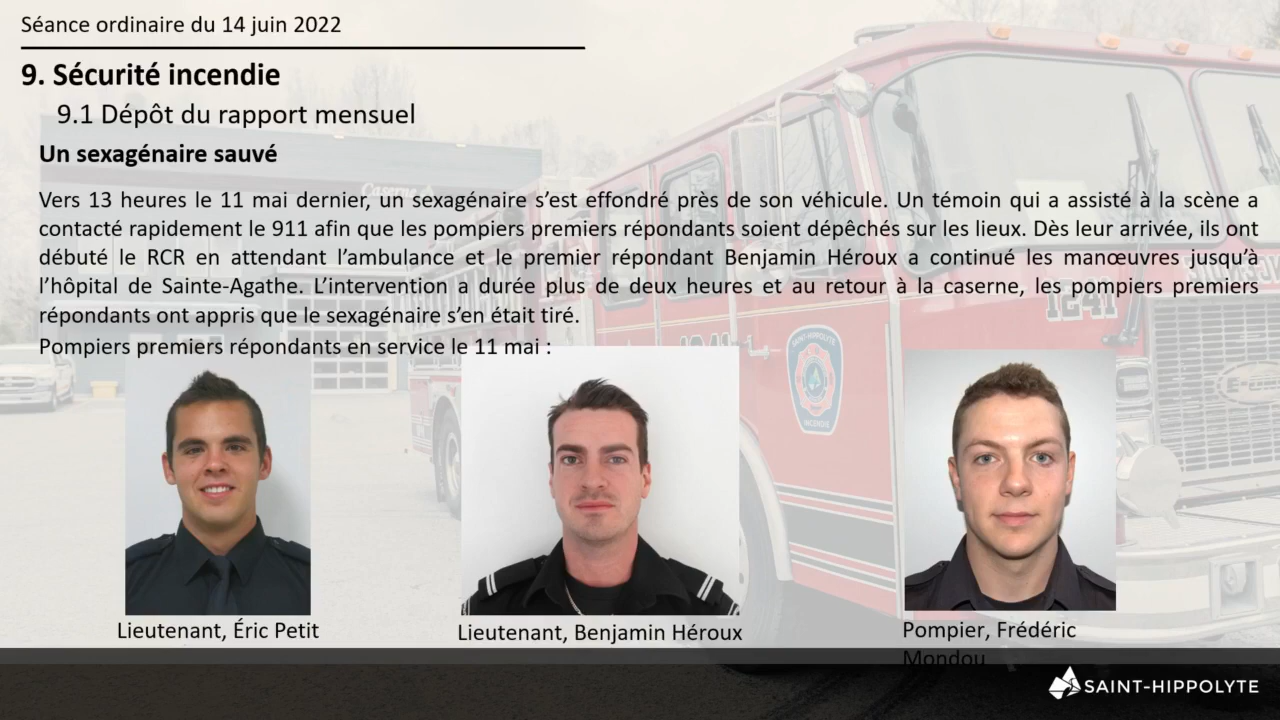 Séance ordinaire du 14 juin 2022
9. Sécurité incendie
9.1 Dépôt du rapport mensuel
Un sexagénaire sauvé
Caserne
Vers 13 heures le 11 mai dernier, un sexagénaire s’est effondré près de son véhicule. Un témoin qui a assisté à la scène a
contacté rapidement le 911 afin que les pompiers premiers répondants soient dépêchés sur les lieux. Dès leur arrivée, ils ont
débuté le RCR en attendant l’ambulance et le premier répondant Benjamin Héroux a continué les manœuvres jusqu’à
l’hôpital de Sainte-Agathe. L’intervention a durée plus de deux heures et au retour à la caserne, les pompiers premiers
répondants ont appris que le sexagénaire s’en était tiré.
Pompiers premiers répondants en service le 11 mai :
1241
1241
SAINT-HIPPOLYTE
INCENDIE
Lieutenant, Éric Petit
Lieutenant, Benjamin Héroux
Pompier, Frédéric
Mondou
SAINT-HIPPOLYTE